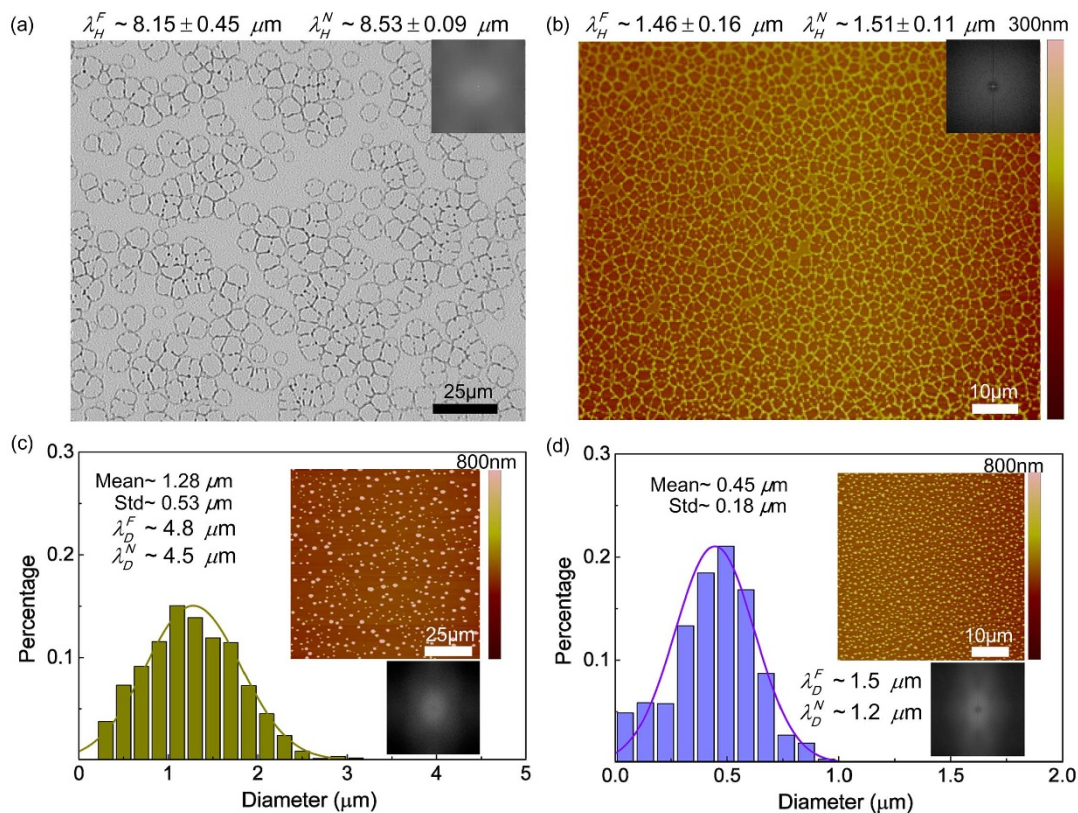 (a) λ_H^F ~ 8.15 ± 0.45 μm λ_H^N ~ 8.53 ± 0.09 μm
25μm
(b) λ_H^F ~ 1.46 ± 0.16 μm λ_H^N ~ 1.51 ± 0.11 μm 300nm
10μm
(c)
0.3
0.2
0.1
Percentage
Mean~ 1.28 μm
Std~ 0.53 μm
λ_D^F ~ 4.8 μm
λ_D^N ~ 4.5 μm
800nm
25μm
0 1 2 3 4 5
Diameter (μm)
(d)
0.3
0.2
0.1
Percentage
Mean~ 0.45 μm
Std~ 0.18 μm
800nm
10μm
λ_D^F ~ 1.5 μm
λ_D^N ~ 1.2 μm
0.0 0.5 1.0 1.5 2.0
Diameter (μm)